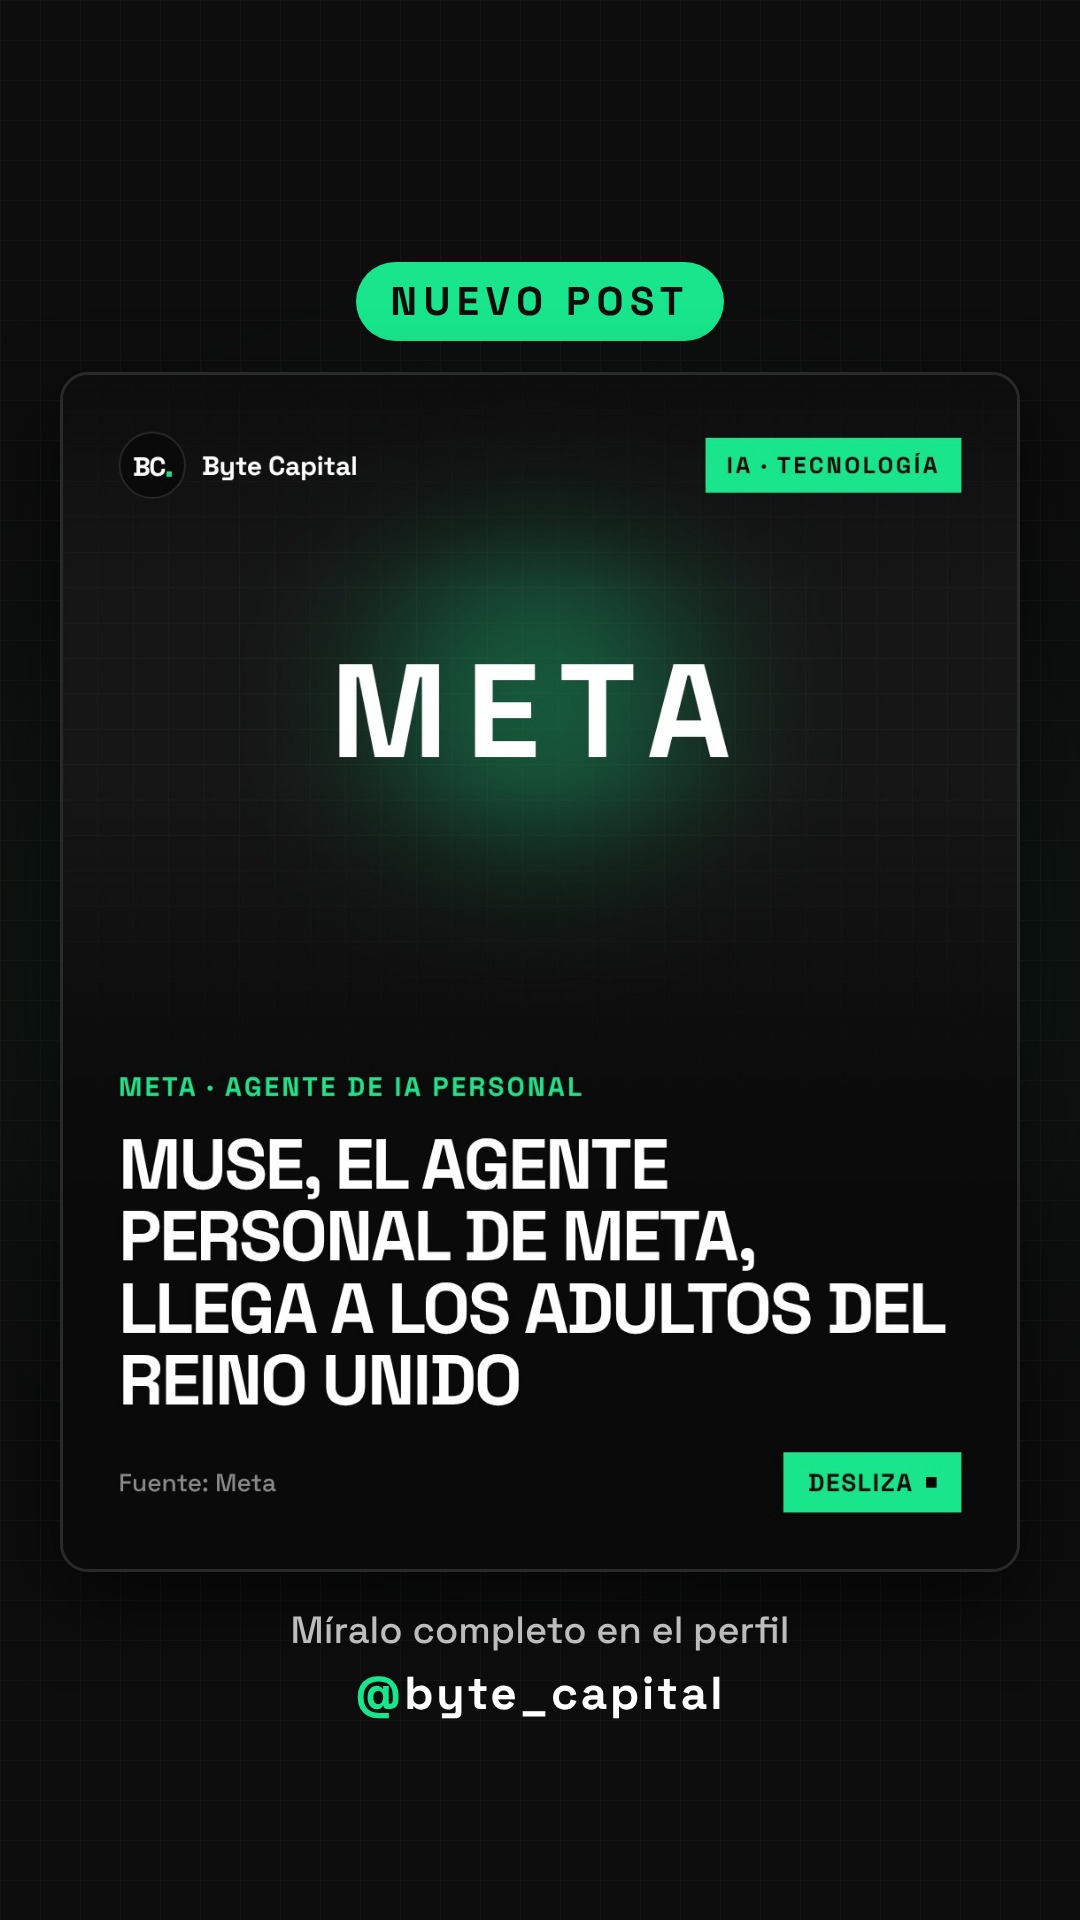 NUEVO POST
BC.
Byte Capital
IA · TECNOLOGÍA
META
META · AGENTE DE IA PERSONAL
MUSE, EL AGENTE
PERSONAL DE META,
LLEGA A LOS ADULTOS DEL
REINO UNIDO
Fuente: Meta
DESLIZA ■
Míralo completo en el perfil
@byte_capital